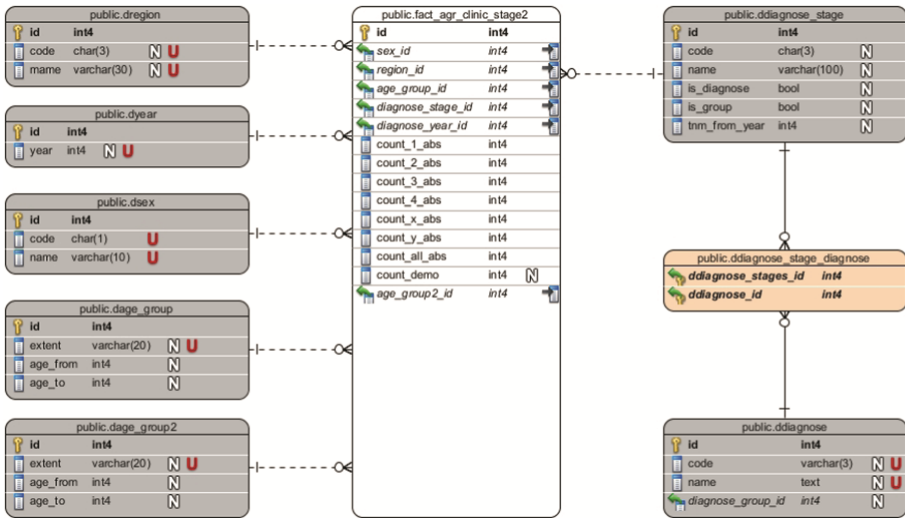 public.dregion
id int4
code char(3) N U
mame varchar(30) N U
public.dyear
id int4
year int4 N U
public.dsex
id int4
code char(1) U
name varchar(10) U
public.dage_group
id int4
extent varchar(20) N U
age_from int4 N
age_to int4 N
public.dage_group2
id int4
extent varchar(20) N U
age_from int4 N
age_to int4 N
public.fact_agr_clinic_stage2
id int4
sex_id int4
region_id int4
age_group_id int4
diagnose_stage_id int4
diagnose_year_id int4
count_1_abs int4
count_2_abs int4
count_3_abs int4
count_4_abs int4
count_x_abs int4
count_y_abs int4
count_all_abs int4
count_demo int4 N
age_group2_id int4
public.ddiagnose_stage
id int4
code char(3) N
name varchar(100) N
is_diagnose bool N
is_group bool N
tnm_from_year int4 N
public.ddiagnose_stage_diagnose
ddiagnose_stages_id int4
ddiagnose_id int4
public.ddiagnose
id int4
code varchar(3) N U
name text N U
diagnose_group_id int4 N